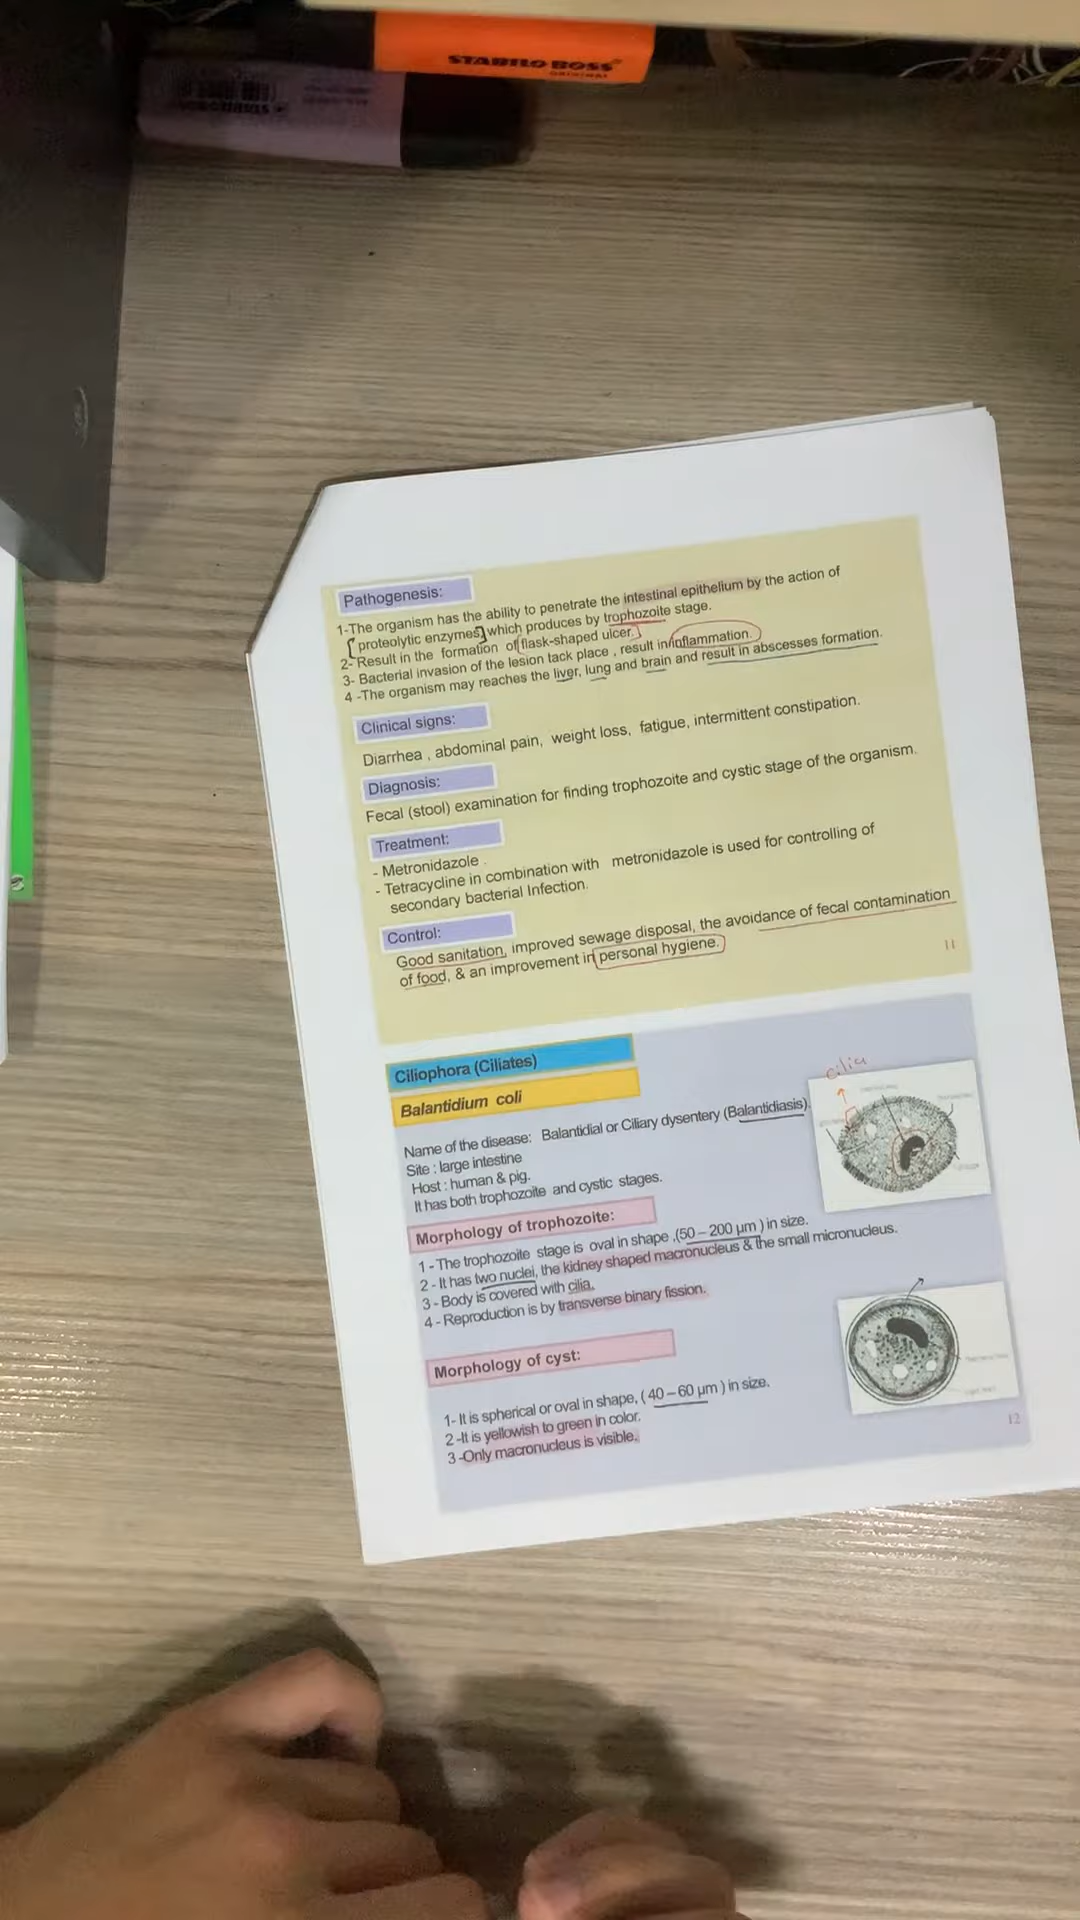 STABILO BOSS
ORIGINAL
Pathogenesis:
1-The organism has the ability to penetrate the intestinal epithelium by the action of
proteolytic enzymes which produces by trophozoite stage.
2- Result in the formation of flask-shaped ulcer.
3- Bacterial invasion of the lesion tack place , result in inflammation.
4 -The organism may reaches the liver, lung and brain and result in abscesses formation.
Clinical signs:
Diarrhea , abdominal pain, weight loss, fatigue, intermittent constipation.
Diagnosis:
Fecal (stool) examination for finding trophozoite and cystic stage of the organism.
Treatment:
- Metronidazole .
- Tetracycline in combination with metronidazole is used for controlling of
secondary bacterial Infection.
Control:
Good sanitation, improved sewage disposal, the avoidance of fecal contamination
of food, & an improvement in personal hygiene.
11
Ciliophora (Ciliates)
Balantidium coli
cilia
Name of the disease: Balantidial or Ciliary dysentery (Balantidiasis).
Site : large intestine
Host : human & pig.
It has both trophozoite and cystic stages.
Morphology of trophozoite:
1 - The trophozoite stage is oval in shape ,(50 – 200 µm ) in size.
2 - It has two nuclei, the kidney shaped macronucleus & the small micronucleus.
3 - Body is covered with cilia.
4 - Reproduction is by transverse binary fission.
Morphology of cyst:
1- It is spherical or oval in shape, ( 40 – 60 µm ) in size.
2 -It is yellowish to green in color.
3 -Only macronucleus is visible.
12